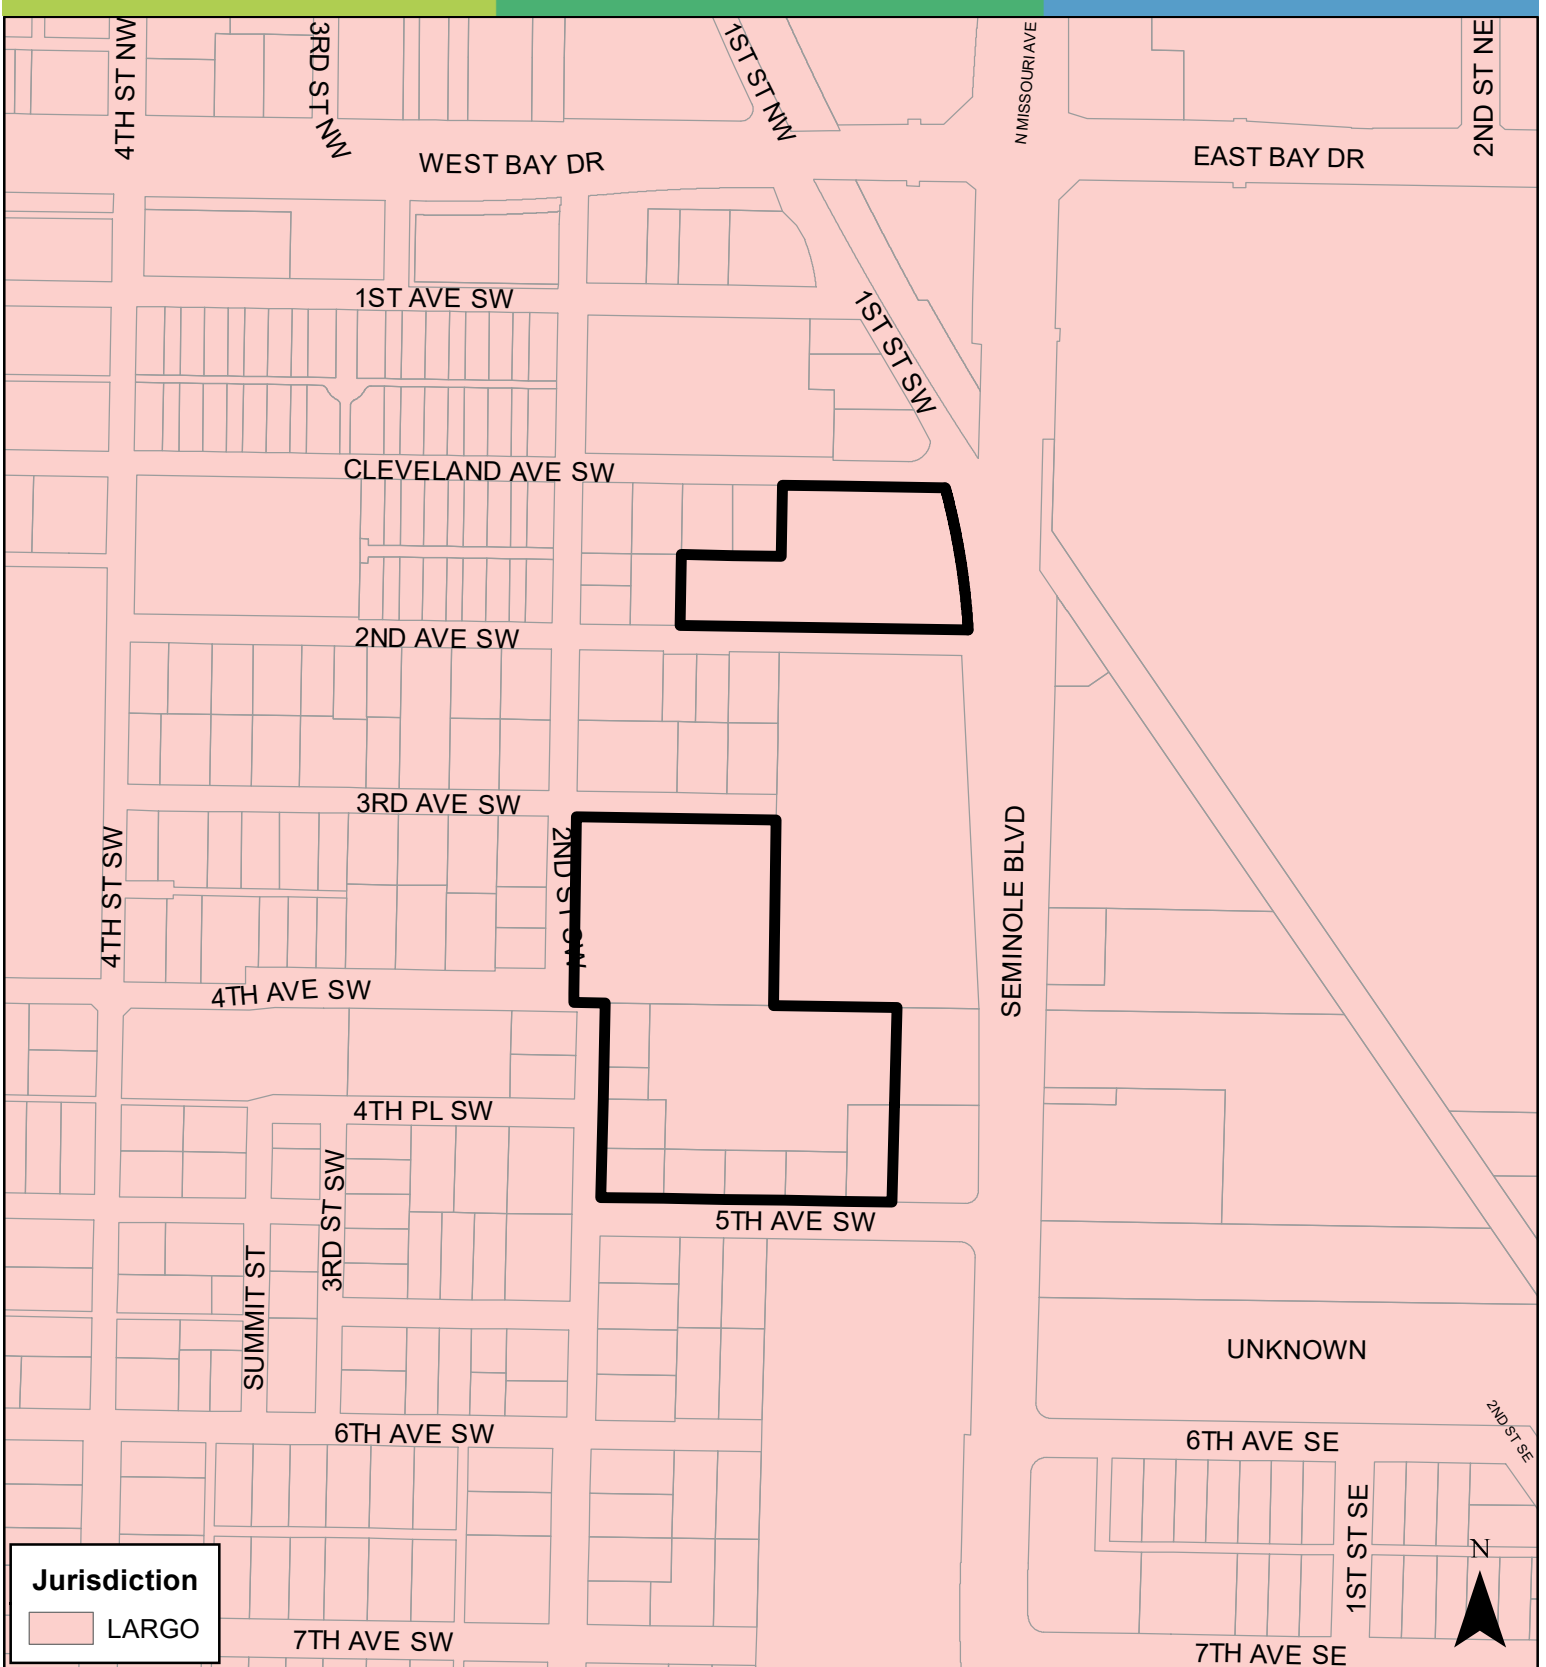 4TH ST NW
3RD ST NW
1ST ST NW
N MISSOURI AVE
2ND ST NE
WEST BAY DR
EAST BAY DR
1ST AVE SW
1ST ST SW
CLEVELAND AVE SW
2ND AVE SW
3RD AVE SW
2ND ST SW
4TH ST SW
SEMINOLE BLVD
4TH AVE SW
4TH PL SW
3RD ST SW
5TH AVE SW
SUMMIT ST
UNKNOWN
2ND ST SE
6TH AVE SW
6TH AVE SE
1ST ST SE
N
Jurisdiction
LARGO
7TH AVE SW
7TH AVE SE